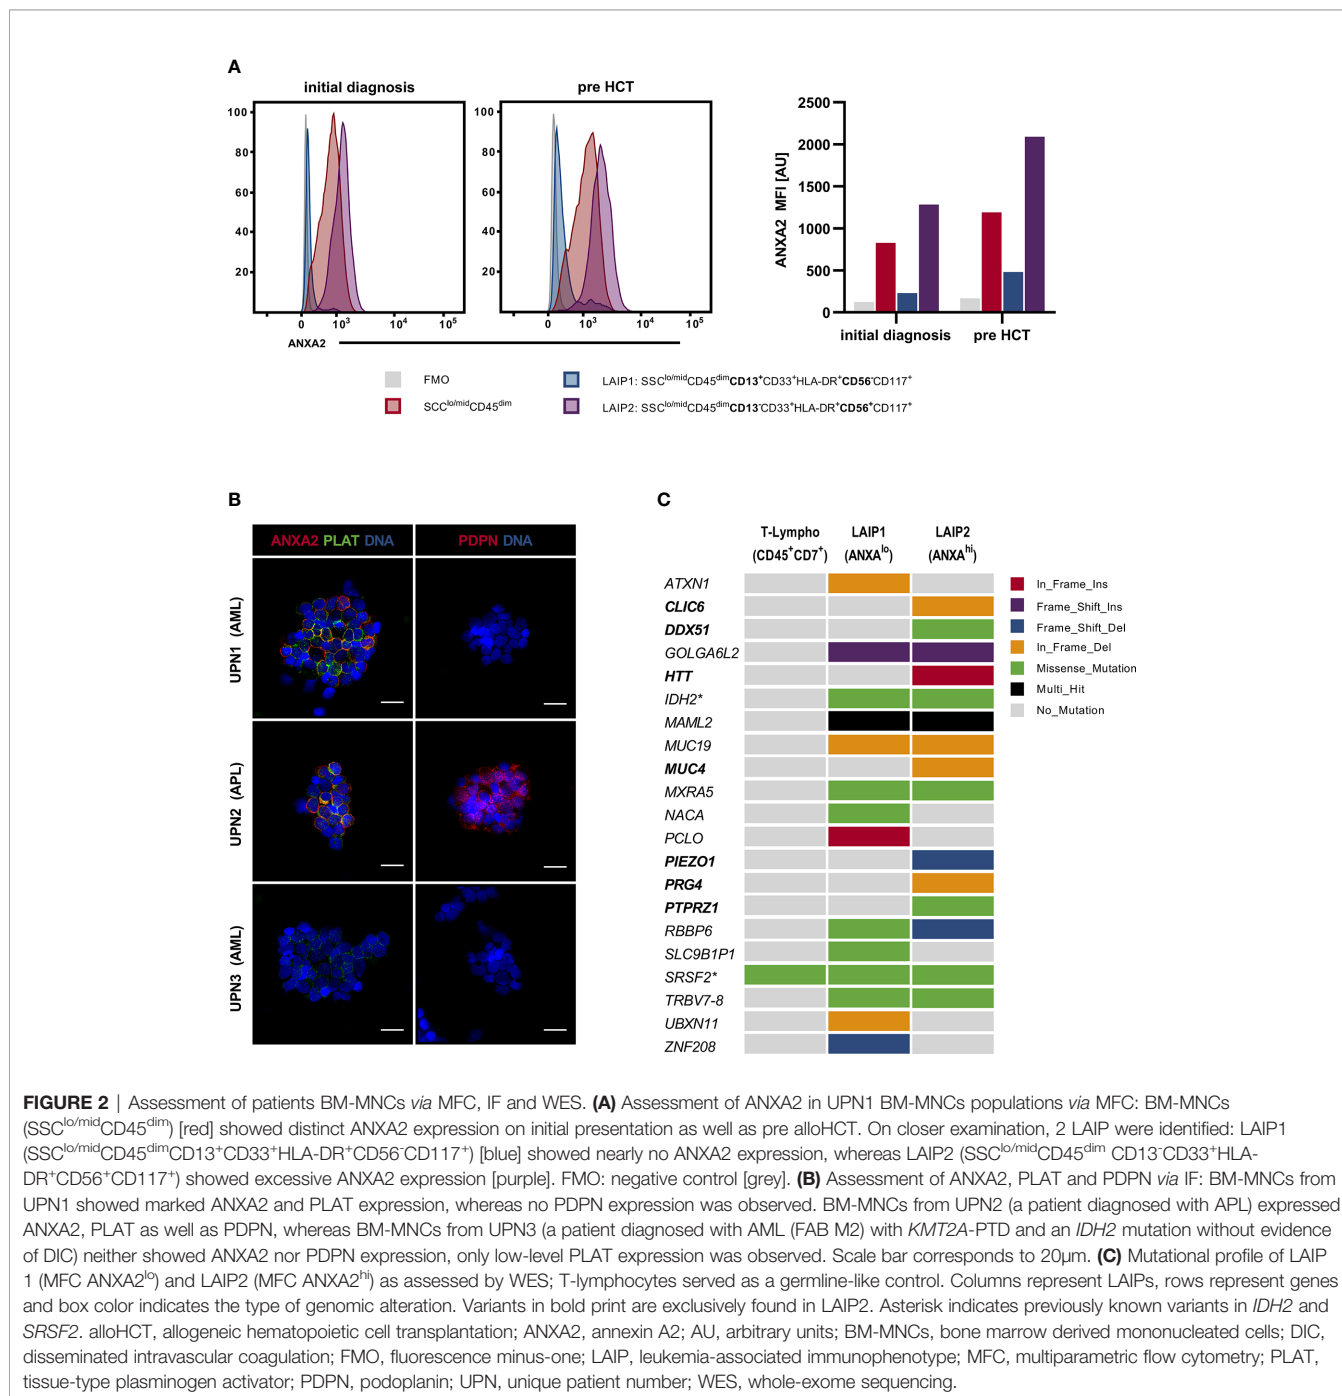 A
initial diagnosis
pre HCT
100
80
60
40
20
0
10³
10⁴
10⁵
100
80
60
40
20
0
10³
10⁴
10⁵
ANXA2
ANXA2 MFI [AU]
2500
2000
1500
1000
500
0
initial diagnosis
pre HCT
FMO
SCC^lo/mid CD45^dim
LAIP1: SSC^lo/mid CD45^dim CD13⁺CD33⁺HLA-DR⁺CD56⁻CD117⁺
LAIP2: SSC^lo/mid CD45^dim CD13⁻CD33⁺HLA-DR⁺CD56⁺CD117⁺
B
ANXA2 PLAT DNA
PDPN DNA
UPN1 (AML)
UPN2 (APL)
UPN3 (AML)
C
T-Lympho
(CD45⁺CD7⁺)
LAIP1
(ANXA^lo)
LAIP2
(ANXA^hi)
ATXN1
CLIC6
DDX51
GOLGA6L2
HTT
IDH2*
MAML2
MUC19
MUC4
MXRA5
NACA
PCLO
PIEZO1
PRG4
PTPRZ1
RBBP6
SLC9B1P1
SRSF2*
TRBV7-8
UBXN11
ZNF208
In_Frame_Ins
Frame_Shift_Ins
Frame_Shift_Del
In_Frame_Del
Missense_Mutation
Multi_Hit
No_Mutation
FIGURE 2 | Assessment of patients BM-MNCs via MFC, IF and WES. (A) Assessment of ANXA2 in UPN1 BM-MNCs populations via MFC: BM-MNCs
(SSC^lo/mid CD45^dim) [red] showed distinct ANXA2 expression on initial presentation as well as pre alloHCT. On closer examination, 2 LAIP were identified: LAIP1
(SSC^lo/mid CD45^dim CD13⁺CD33⁺HLA-DR⁺CD56⁻CD117⁺) [blue] showed nearly no ANXA2 expression, whereas LAIP2 (SSC^lo/mid CD45^dim CD13⁻CD33⁺HLA-
DR⁺CD56⁺CD117⁺) showed excessive ANXA2 expression [purple]. FMO: negative control [grey]. (B) Assessment of ANXA2, PLAT and PDPN via IF: BM-MNCs from
UPN1 showed marked ANXA2 and PLAT expression, whereas no PDPN expression was observed. BM-MNCs from UPN2 (a patient diagnosed with APL) expressed
ANXA2, PLAT as well as PDPN, whereas BM-MNCs from UPN3 (a patient diagnosed with AML (FAB M2) with KMT2A-PTD and an IDH2 mutation without evidence
of DIC) neither showed ANXA2 nor PDPN expression, only low-level PLAT expression was observed. Scale bar corresponds to 20μm. (C) Mutational profile of LAIP
1 (MFC ANXA2^lo) and LAIP2 (MFC ANXA2^hi) as assessed by WES; T-lymphocytes served as a germline-like control. Columns represent LAIPs, rows represent genes
and box color indicates the type of genomic alteration. Variants in bold print are exclusively found in LAIP2. Asterisk indicates previously known variants in IDH2 and
SRSF2. alloHCT, allogeneic hematopoietic cell transplantation; ANXA2, annexin A2; AU, arbitrary units; BM-MNCs, bone marrow derived mononucleated cells; DIC,
disseminated intravascular coagulation; FMO, fluorescence minus-one; LAIP, leukemia-associated immunophenotype; MFC, multiparametric flow cytometry; PLAT,
tissue-type plasminogen activator; PDPN, podoplanin; UPN, unique patient number; WES, whole-exome sequencing.